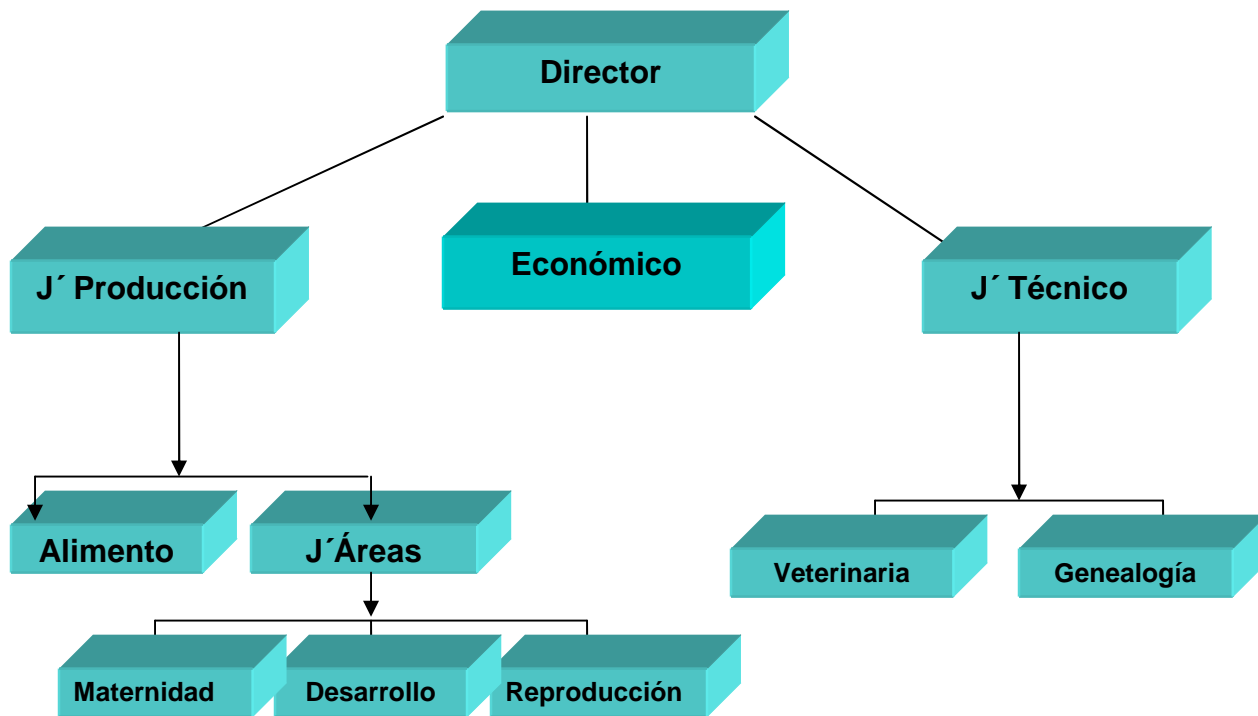 Director
J´ Producción
Económico
J´ Técnico
Alimento
J´Áreas
Veterinaria
Genealogía
Maternidad
Desarrollo
Reproducción